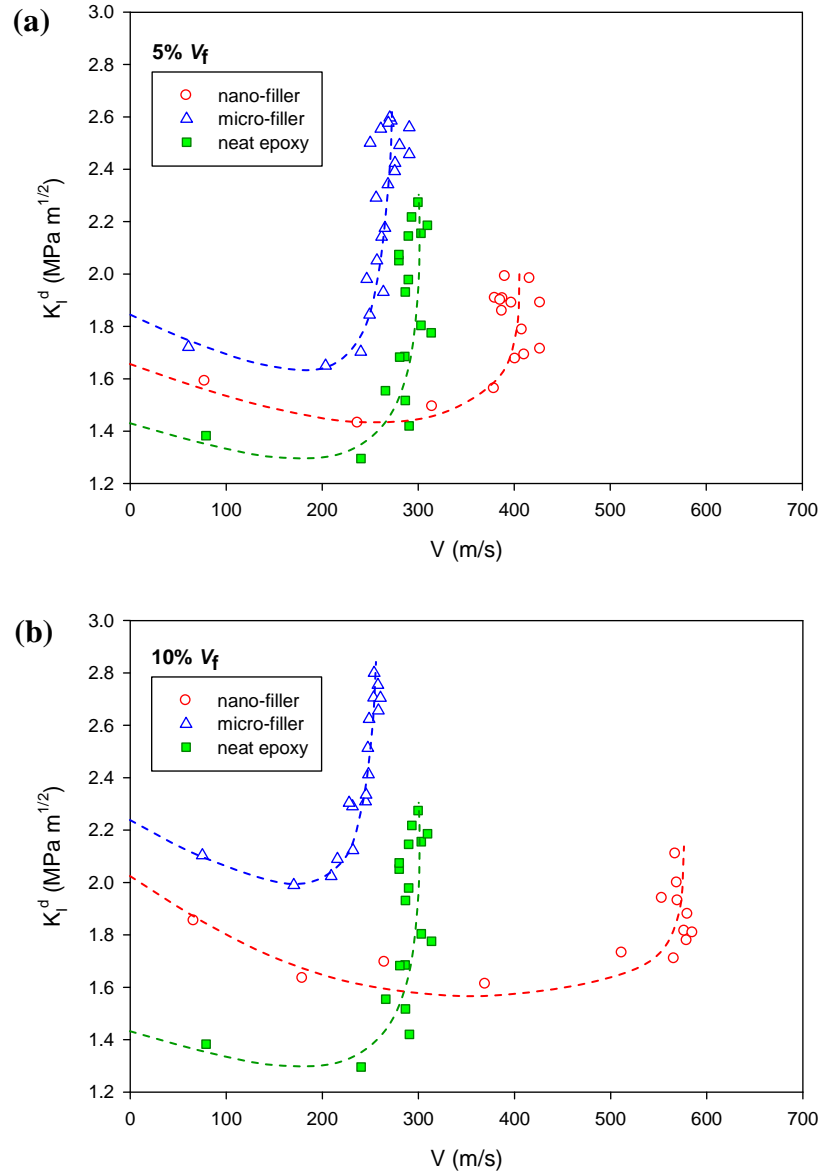 (a)
5% Vf
nano-filler
micro-filler
neat epoxy
3.0
2.8
2.6
2.4
2.2
2.0
1.8
1.6
1.4
1.2
KI^d (MPa m^1/2)
0 100 200 300 400 500 600 700
V (m/s)
(b)
10% Vf
nano-filler
micro-filler
neat epoxy
3.0
2.8
2.6
2.4
2.2
2.0
1.8
1.6
1.4
1.2
KI^d (MPa m^1/2)
0 100 200 300 400 500 600 700
V (m/s)